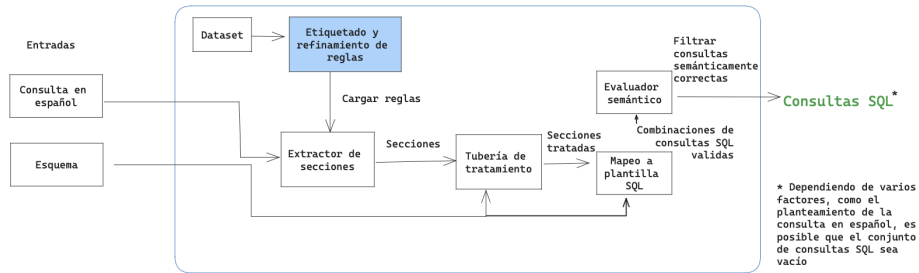 Entradas
Consulta en
español
Esquema
Dataset
Etiquetado y
refinamiento de
reglas
Cargar reglas
Extractor de
secciones
Secciones
Tubería de
tratamiento
Secciones
tratadas
Mapeo a
plantilla
SQL
Combinaciones de
consultas SQL
validas
Evaluador
semántico
Filtrar
consultas
semánticamente
correctas
Consultas SQL*
* Dependiendo de varios
factores, como el
planteamiento de la
consulta en español, es
posible que el conjunto
de consultas SQL sea
vacío